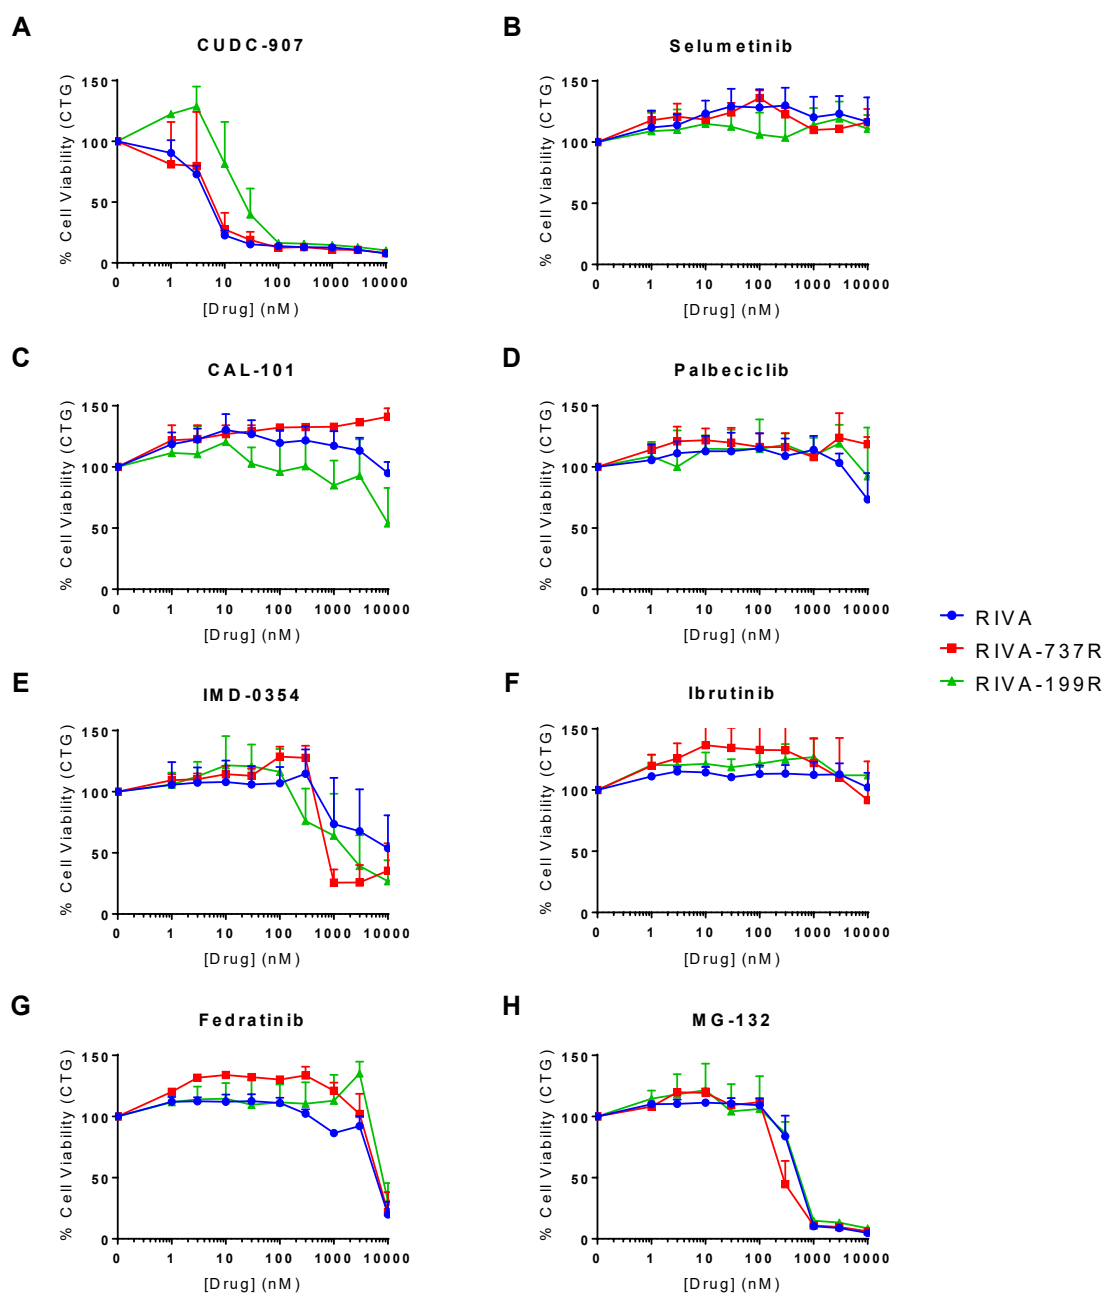 A
CUDC-907
% Cell Viability (CTG)
150
100
50
0
0 1 10 100 1000 10000
[Drug] (nM)
B
Selumetinib
% Cell Viability (CTG)
150
100
50
0
0 1 10 100 1000 10000
[Drug] (nM)
C
CAL-101
% Cell Viability (CTG)
150
100
50
0
0 1 10 100 1000 10000
[Drug] (nM)
D
Palbeciclib
% Cell Viability (CTG)
150
100
50
0
0 1 10 100 1000 10000
[Drug] (nM)
RIVA
RIVA-737R
RIVA-199R
E
IMD-0354
% Cell Viability (CTG)
150
100
50
0
0 1 10 100 1000 10000
[Drug] (nM)
F
Ibrutinib
% Cell Viability (CTG)
150
100
50
0
0 1 10 100 1000 10000
[Drug] (nM)
G
Fedratinib
% Cell Viability (CTG)
150
100
50
0
0 1 10 100 1000 10000
[Drug] (nM)
H
MG-132
% Cell Viability (CTG)
150
100
50
0
0 1 10 100 1000 10000
[Drug] (nM)